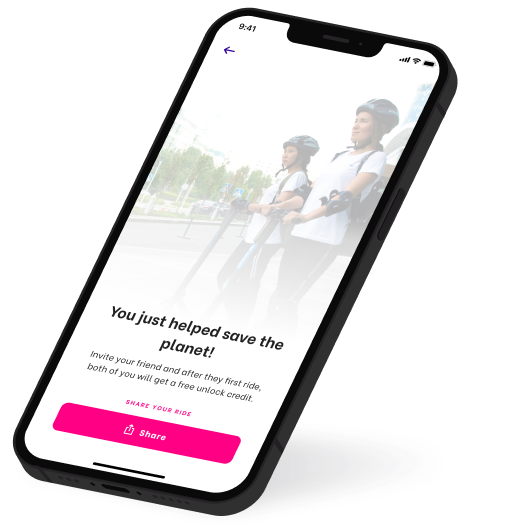 9:41
You just helped save the
planet!
Invite your friend and after they first ride,
both of you will get a free unlock credit.
SHARE YOUR RIDE
Share